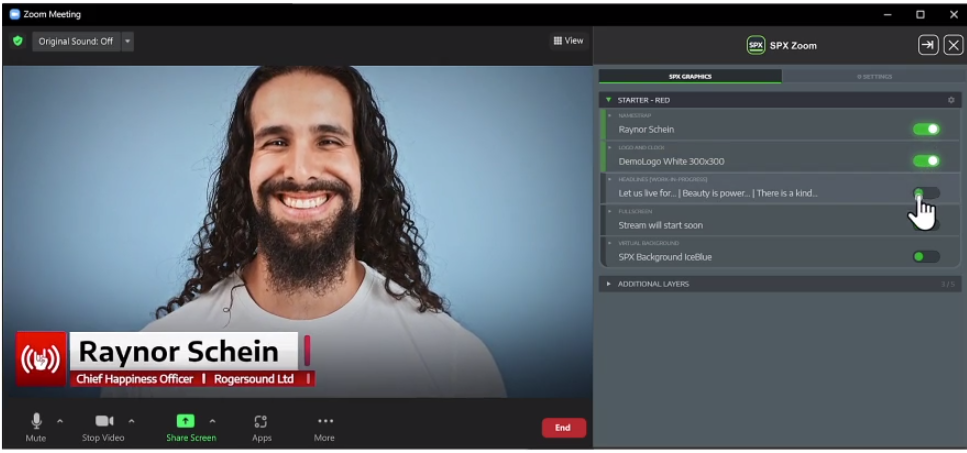 Zoom Meeting
Original Sound: Off
View
SPX SPX Zoom
SPX GRAPHICS
SETTINGS
STARTER - RED
NAMESTRAP
Raynor Schein
LOGO AND CLOCK
DemoLogo White 300x300
HEADLINES (WORK-IN-PROGRESS)
Let us live for... | Beauty is power... | There is a kind...
FULLSCREEN
Stream will start soon
VIRTUAL BACKGROUND
SPX Background IceBlue
ADDITIONAL LAYERS
3 / 5
Raynor Schein
Chief Happiness Officer | Rogersound Ltd |
Mute
Stop Video
Share Screen
Apps
More
End